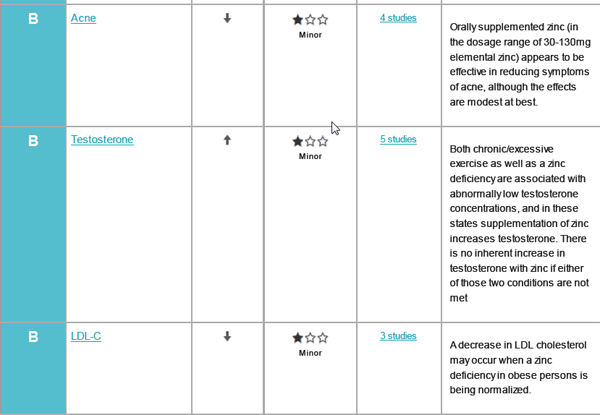 B
Acne
Minor
4 studies
Orally supplemented zinc (in
the dosage range of 30-130mg
elemental zinc) appears to be
effective in reducing symptoms
of acne, although the effects
are modest at best.
B
Testosterone
Minor
5 studies
Both chronic/excessive
exercise as well as a zinc
deficiency are associated with
abnormally low testosterone
concentrations, and in these
states supplementation of zinc
increases testosterone. There
is no inherent increase in
testosterone with zinc if either
of those two conditions are not
met
B
LDL-C
Minor
3 studies
A decrease in LDL cholesterol
may occur when a zinc
deficiency in obese persons is
being normalized.